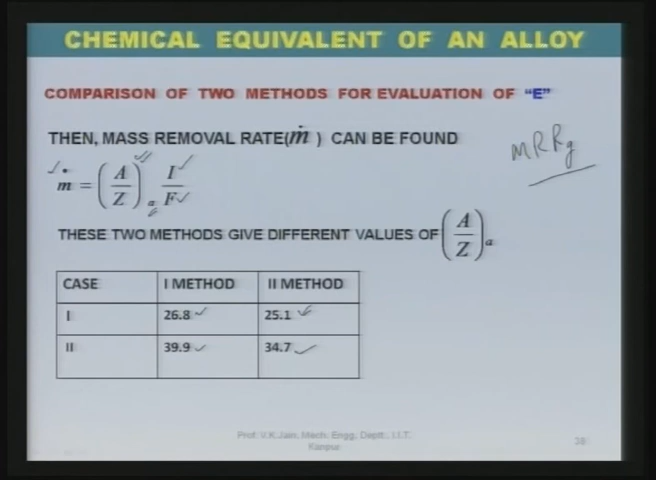 CHEMICAL EQUIVALENT OF AN ALLOY
COMPARISON OF TWO METHODS FOR EVALUATION OF "E"
THEN, MASS REMOVAL RATE(ṁ ) CAN BE FOUND
MRRg
ṁ = (A/Z)a I/F
THESE TWO METHODS GIVE DIFFERENT VALUES OF (A/Z)a
CASE I METHOD II METHOD
I 26.8 25.1
II 39.9 34.7
Prof. V.K.Jain, Mech. Engg. Deptt., I.I.T.
Kanpur
38